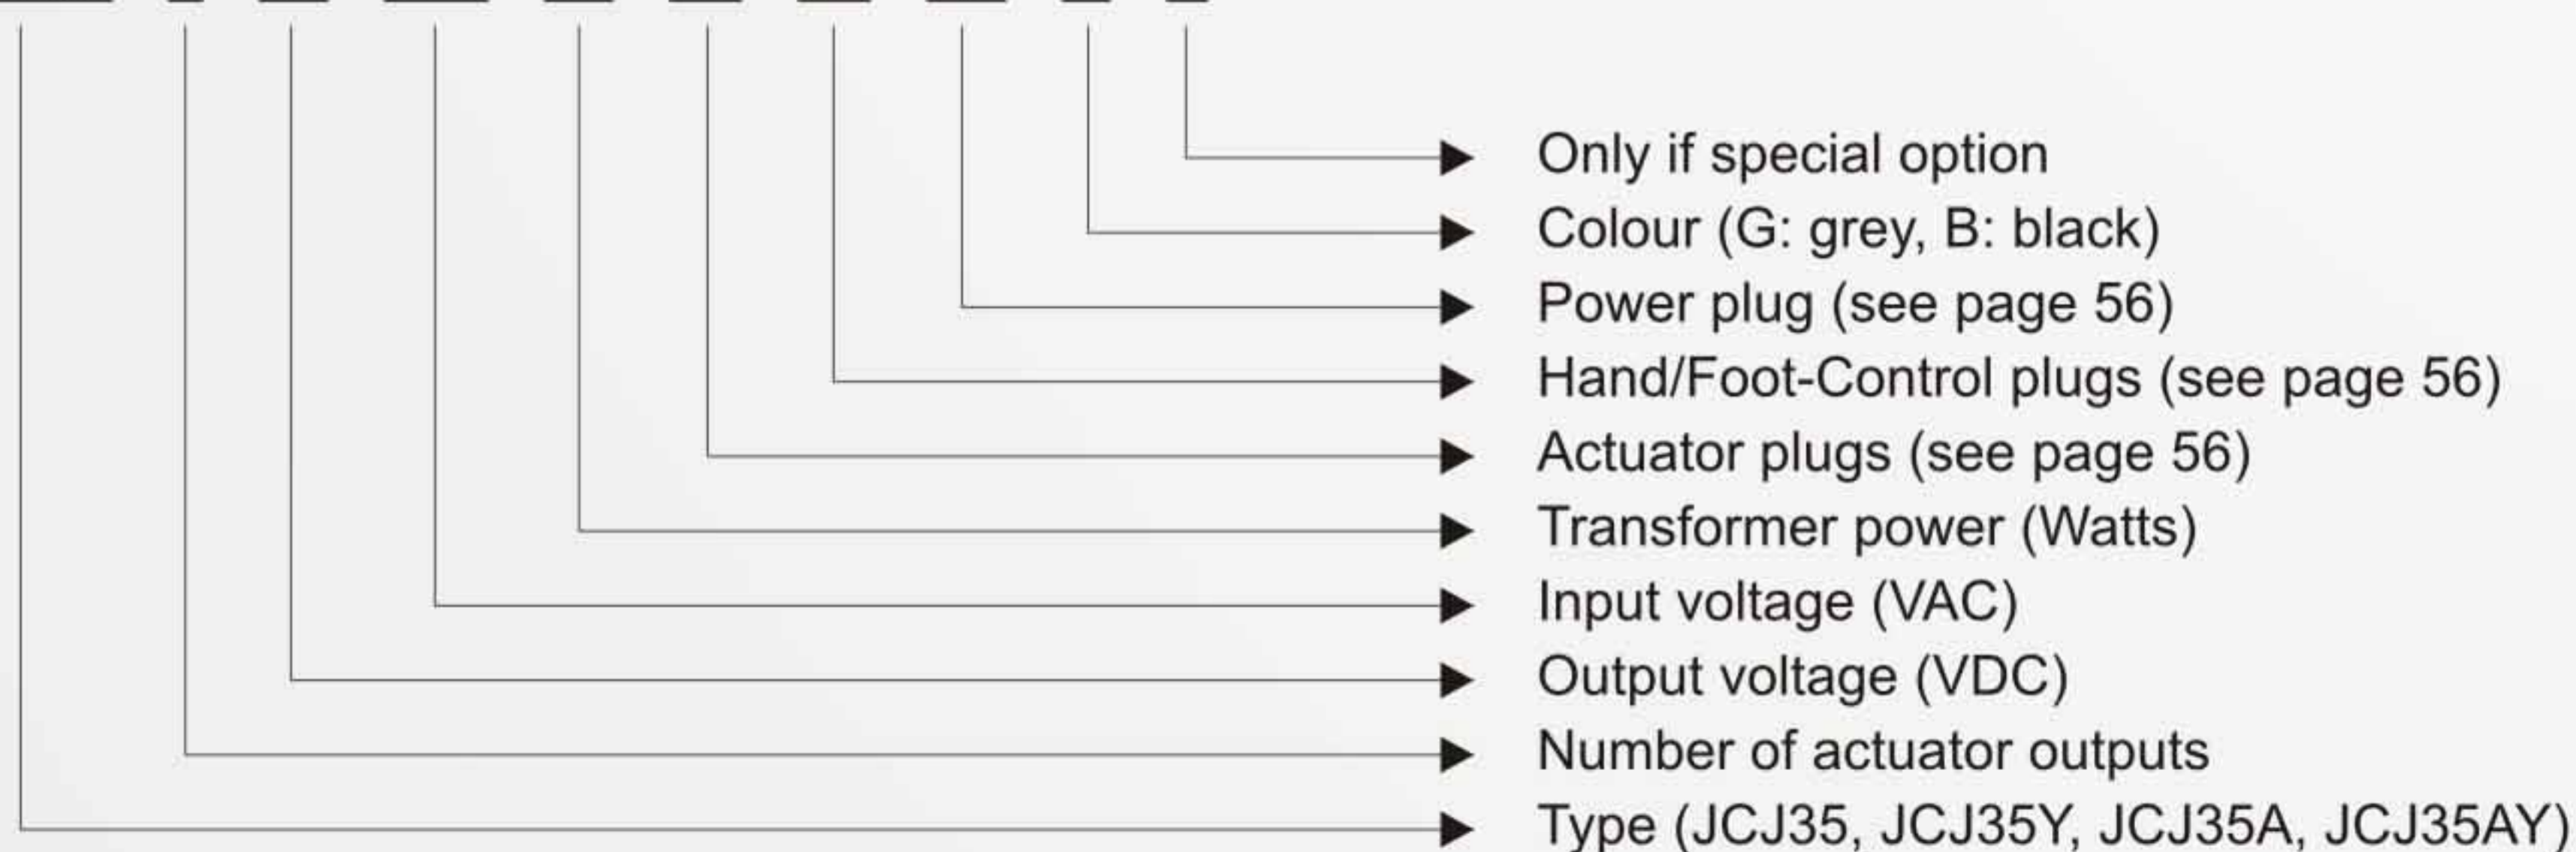 Only if special option
Colour (G: grey, B: black)
Power plug (see page 56)
Hand/Foot-Control plugs (see page 56)
Actuator plugs (see page 56)
Transformer power (Watts)
Input voltage (VAC)
Output voltage (VDC)
Number of actuator outputs
Type (JCJ35, JCJ35Y, JCJ35A, JCJ35AY)